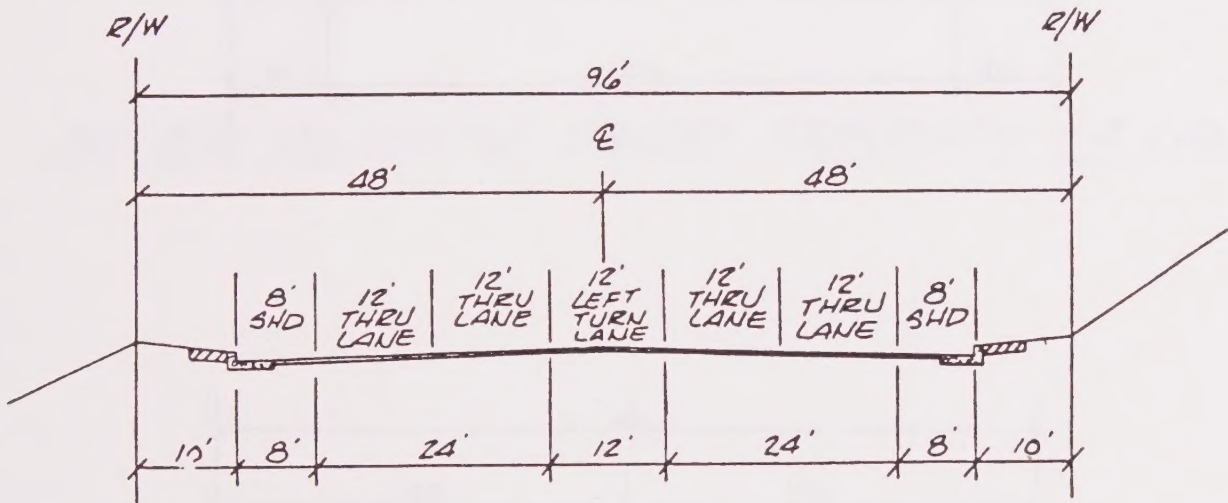 R/W
R/W
96'
℄
48'
48'
8'
SHD
12'
THRU
LANE
12'
THRU
LANE
12'
LEFT
TURN
LANE
12'
THRU
LANE
12'
THRU
LANE
8'
SHD
10'
8'
24'
12'
24'
8'
10'